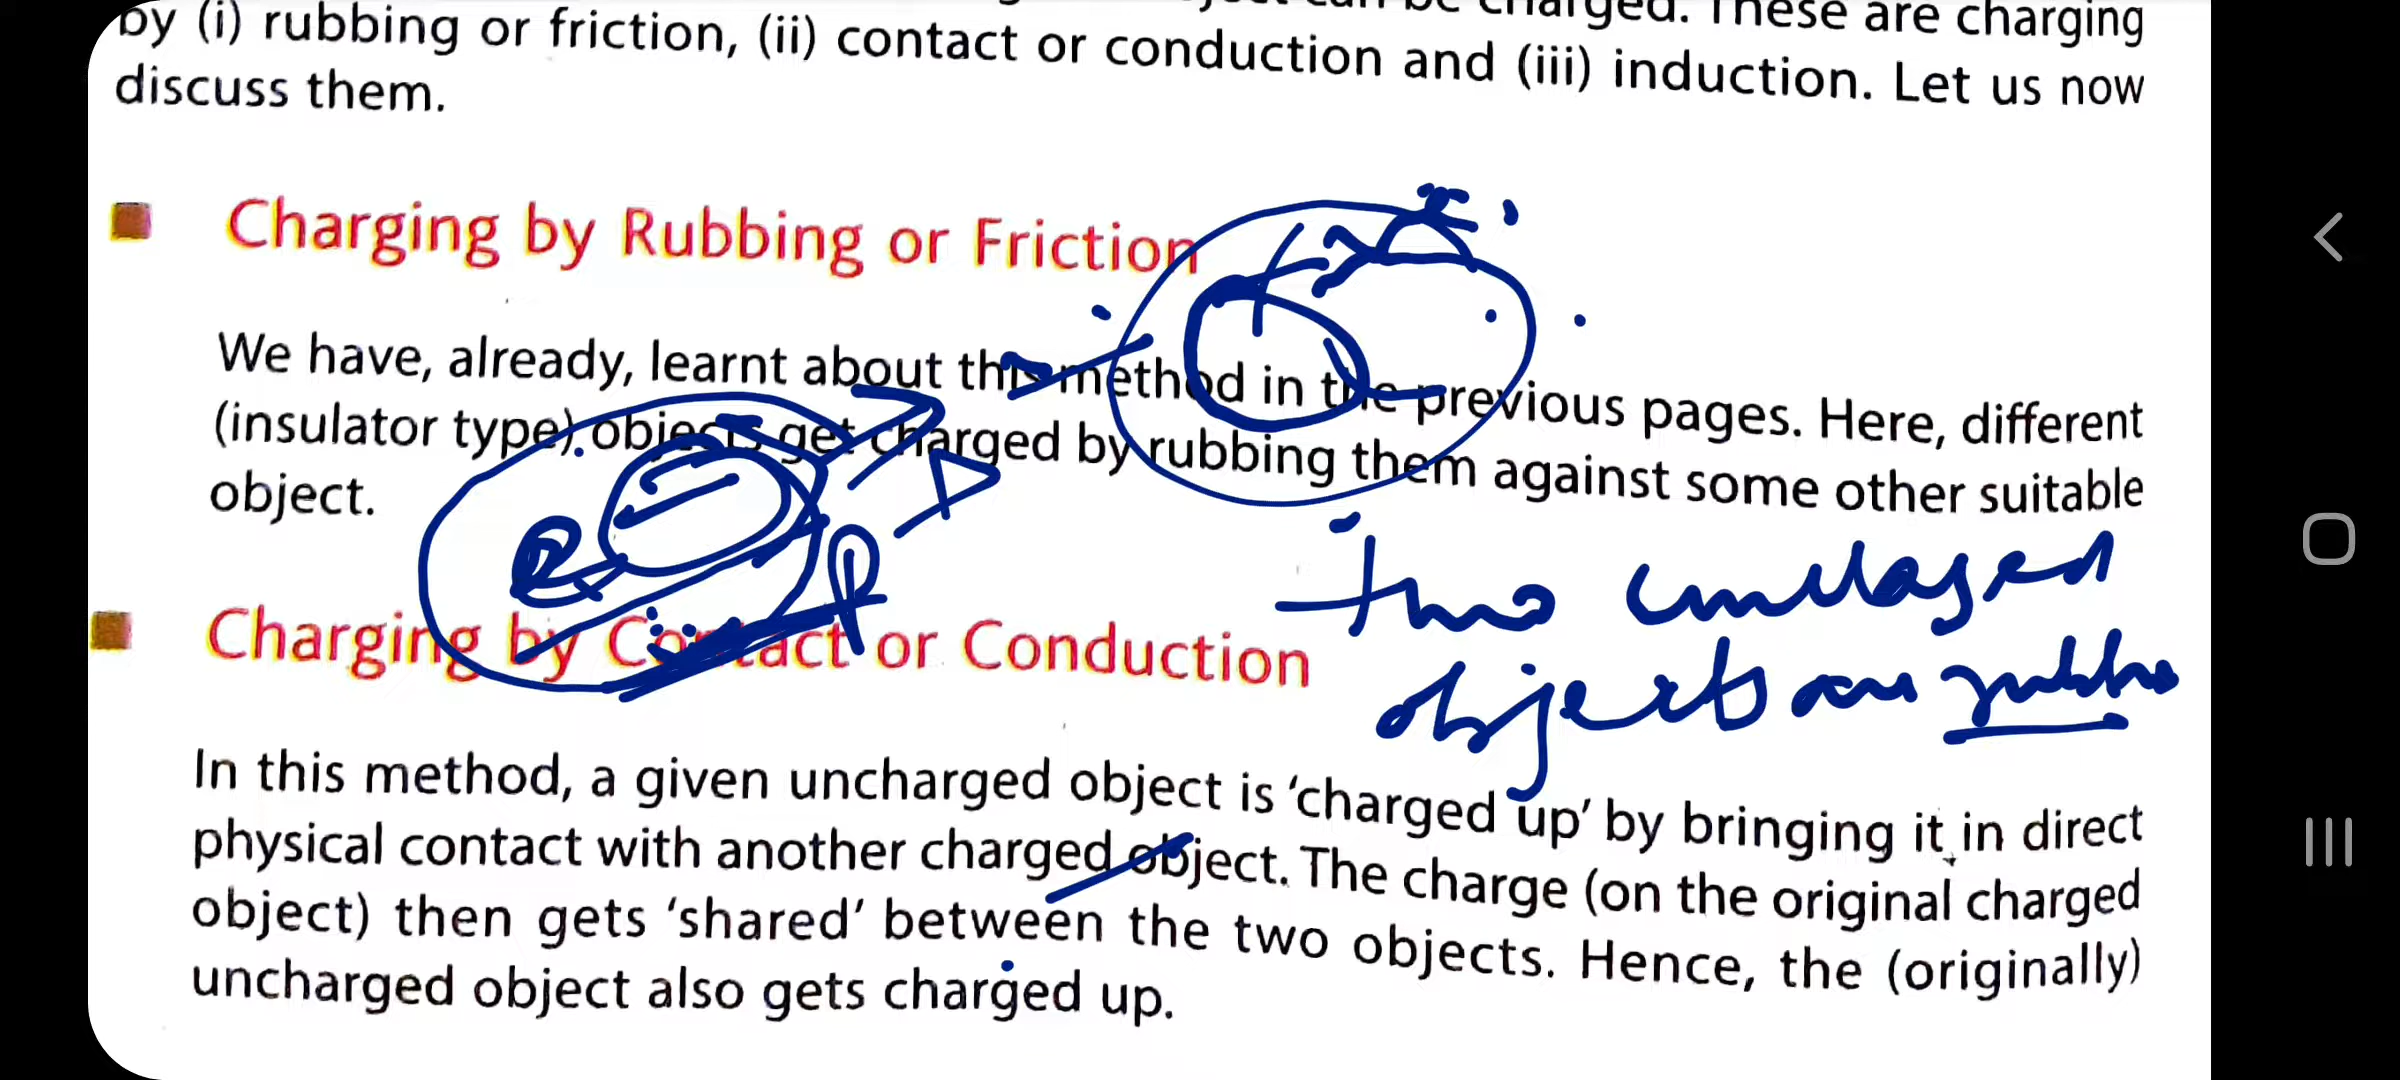 by (i) rubbing or friction, (ii) contact or conduction and (iii) induction. Let us now
charged. These are charging
discuss them.
Charging by Rubbing or Friction
We have, already, learnt about this method in the previous pages. Here, different
(insulator type) objects get charged by rubbing them against some other suitable
object.
two
objects are
Charging by Contact or Conduction
In this method, a given uncharged object is ‘charged up’ by bringing it in direct
physical contact with another charged object. The charge (on the original charged
object) then gets ‘shared’ between the two objects. Hence, the (originally)
uncharged object also gets charged up.